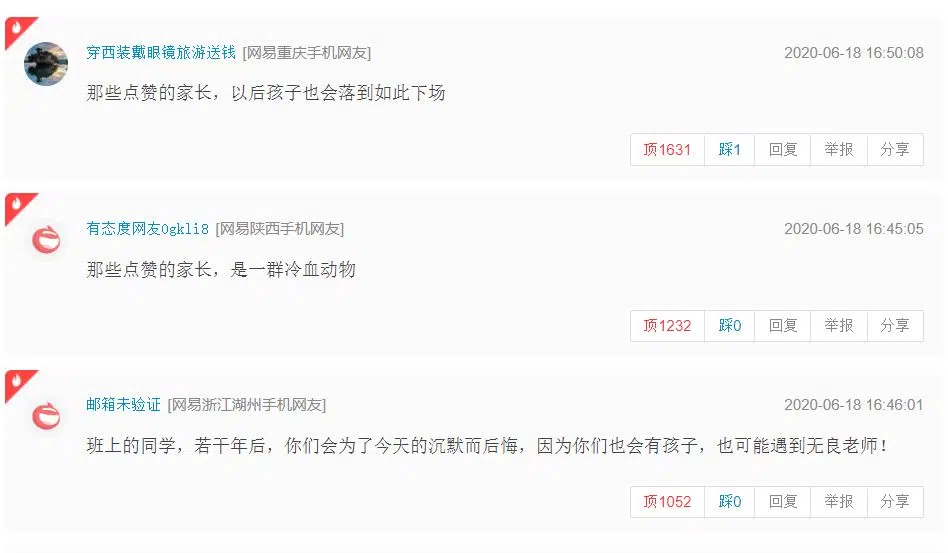 穿西装戴眼镜旅游送钱 [网易重庆手机网友] 2020-06-18 16:50:08
那些点赞的家长，以后孩子也会落到如此下场
顶1631 踩1 回复 举报 分享
有态度网友0gkli8 [网易陕西手机网友] 2020-06-18 16:45:05
那些点赞的家长，是一群冷血动物
顶1232 踩0 回复 举报 分享
邮箱未验证 [网易浙江湖州手机网友] 2020-06-18 16:46:01
班上的同学，若干年后，你们会为了今天的沉默而后悔，因为你们也会有孩子，也可能遇到无良老师！
顶1052 踩0 回复 举报 分享